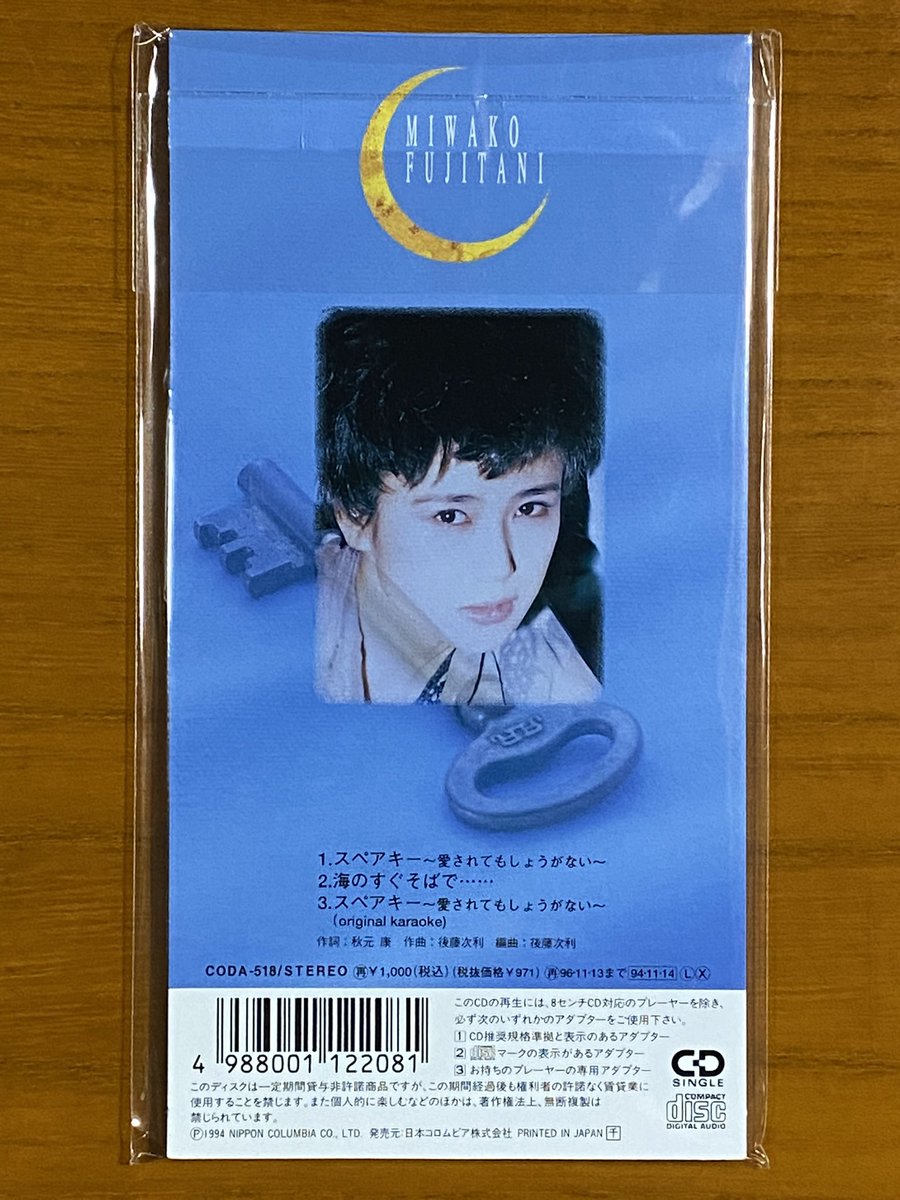 MIWAKO
FUJITANI
1.スペアキー〜愛されてもしょうがない〜
2.海のすぐそばで……
3.スペアキー〜愛されてもしょうがない〜
(original karaoke)
作詞：秋元 康 作曲：後藤次利 編曲：後藤次利
CODA-518/STEREO 再¥1,000(税込)(税抜価格¥971) 再96·11·13まで 94·11·14 L X
このCDの再生には、8センチCD対応のプレーヤーを除き、
必ず次のいずれかのアダプターをご使用下さい。
1 CD推奨規格準拠と表示のあるアダプター
2 マークの表示があるアダプター
3 お持ちのプレーヤーの専用アダプター
4 988001 122081
CD
SINGLE
COMPACT
disc
DIGITAL AUDIO
このディスクは一定期間貸与非許諾商品ですが、この期間経過後も権利者の許諾なく賃貸業に
使用することを禁じます。また個人的に楽しむなどのほかは、著作権法上、無断複製は
禁じられています。
Ⓟ1994 NIPPON COLUMBIA CO., LTD. 発売元:日本コロムビア株式会社 PRINTED IN JAPAN 千